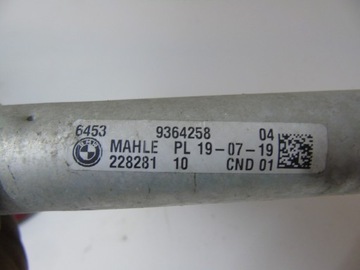 6453 9364258 04
MAHLE PL 19-07-19
228281 10 CND 01